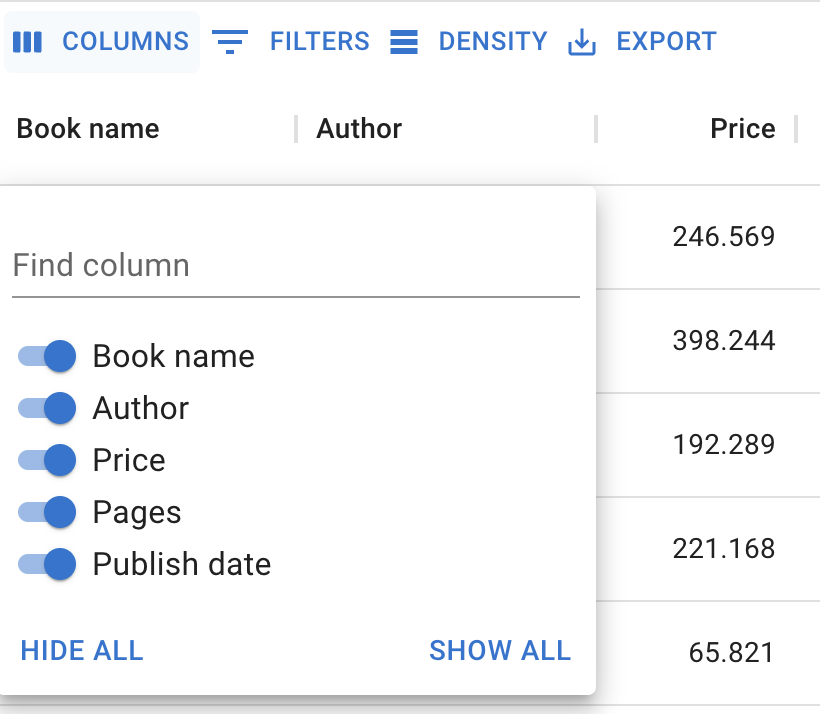 COLUMNS FILTERS DENSITY EXPORT
Book name Author Price
Find column
Book name
Author
Price
Pages
Publish date
HIDE ALL SHOW ALL
246.569
398.244
192.289
221.168
65.821